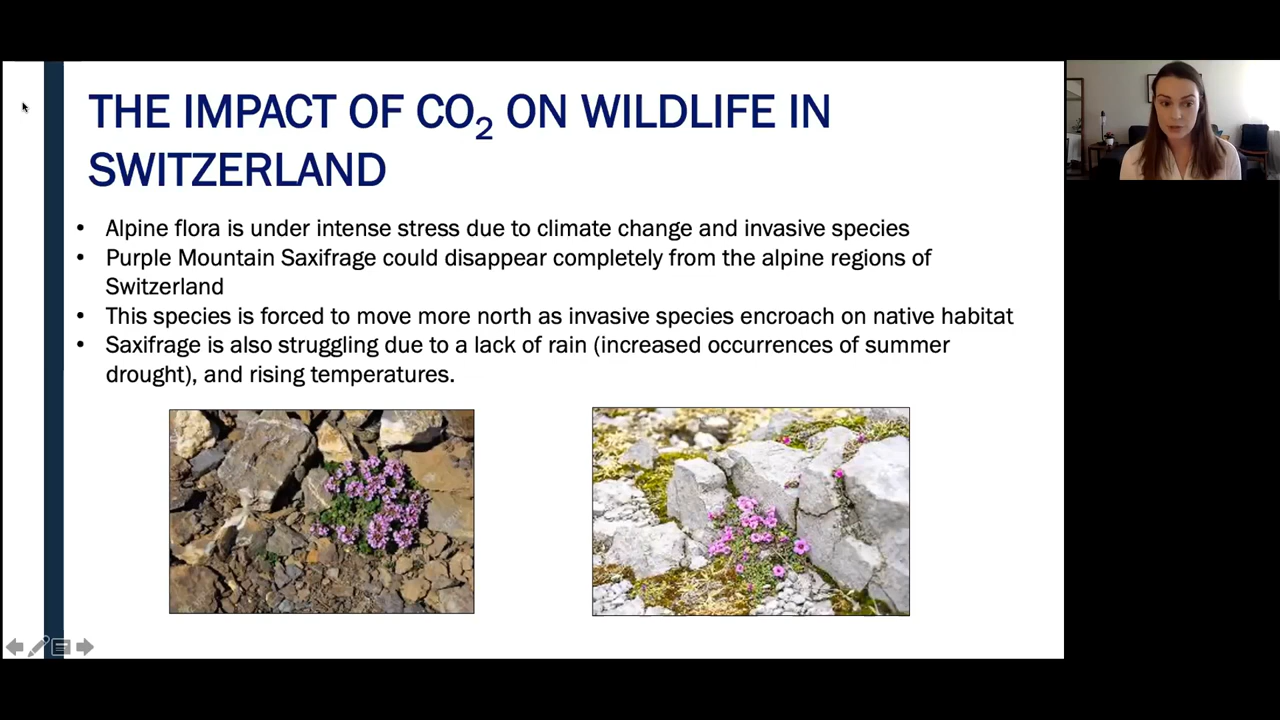 THE IMPACT OF CO₂ ON WILDLIFE IN
SWITZERLAND
• Alpine flora is under intense stress due to climate change and invasive species
• Purple Mountain Saxifrage could disappear completely from the alpine regions of
Switzerland
• This species is forced to move more north as invasive species encroach on native habitat
• Saxifrage is also struggling due to a lack of rain (increased occurrences of summer
drought), and rising temperatures.